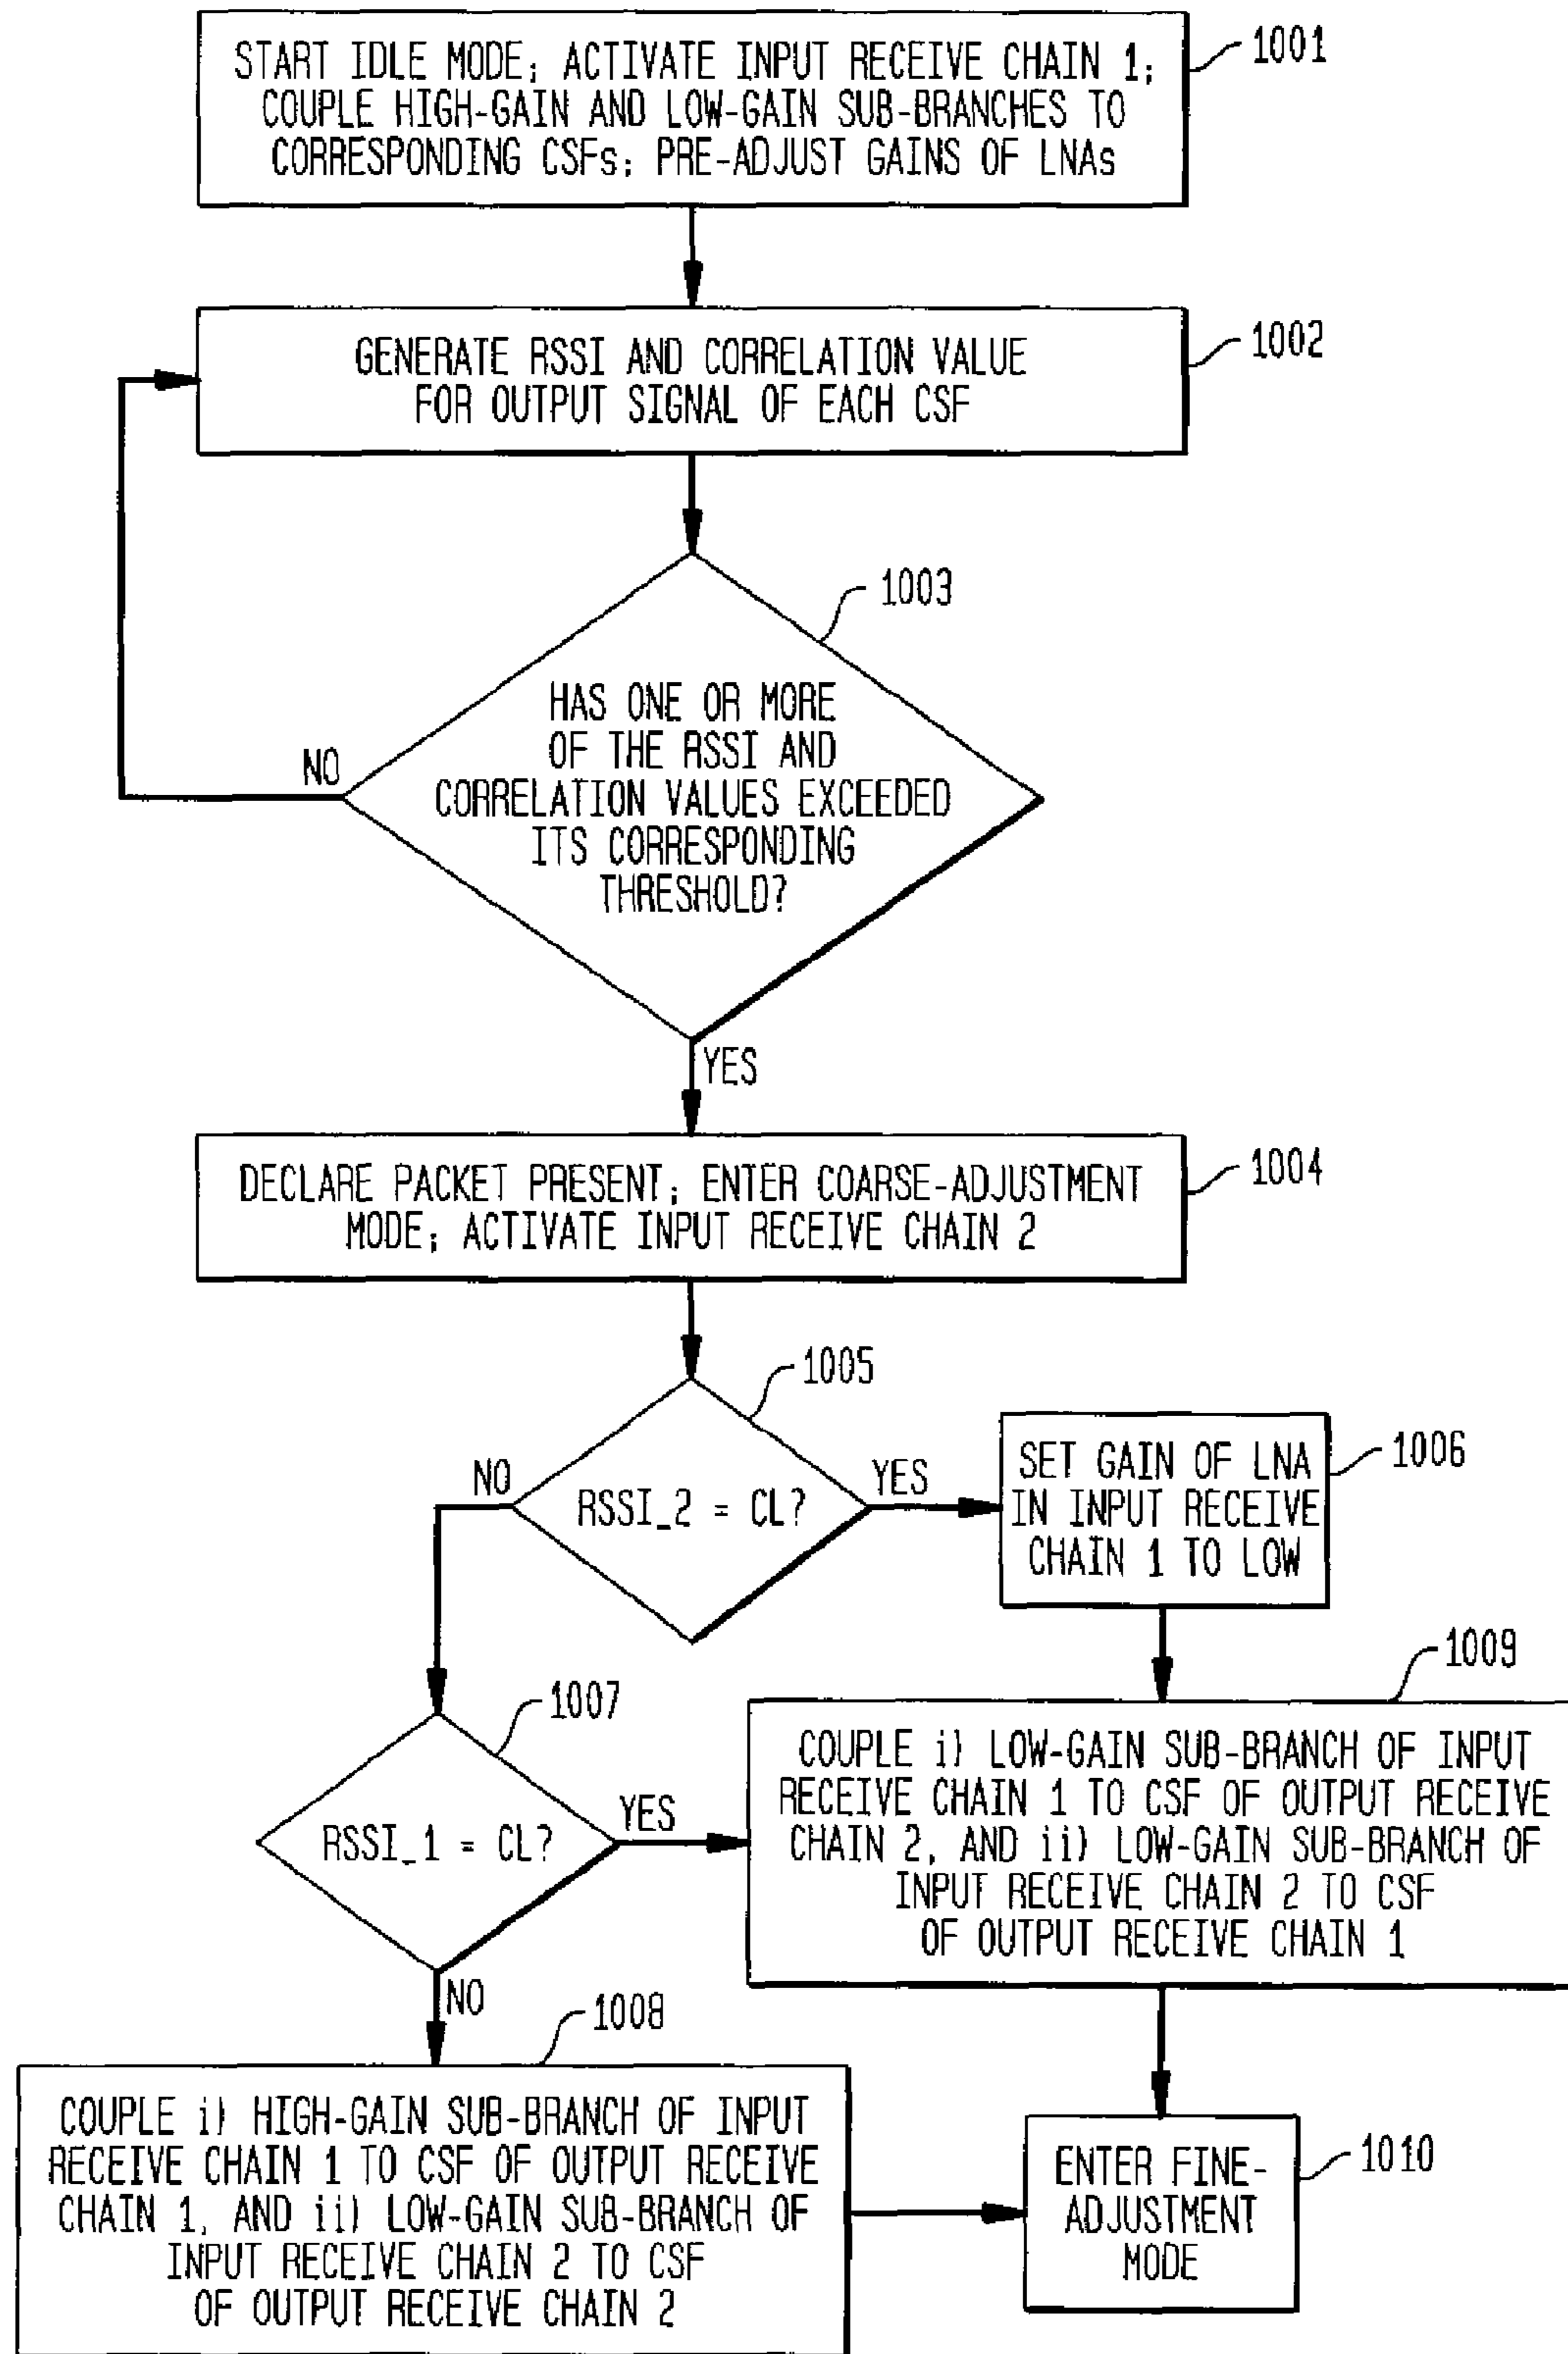 START IDLE MODE; ACTIVATE INPUT RECEIVE CHAIN 1;
COUPLE HIGH-GAIN AND LOW-GAIN SUB-BRANCHES TO
CORRESPONDING CSFs; PRE-ADJUST GAINS OF LNAs
1001
GENERATE RSSI AND CORRELATION VALUE
FOR OUTPUT SIGNAL OF EACH CSF
1002
HAS ONE OR MORE
OF THE RSSI AND
CORRELATION VALUES EXCEEDED
ITS CORRESPONDING
THRESHOLD?
1003
NO
YES
DECLARE PACKET PRESENT; ENTER COARSE-ADJUSTMENT
MODE; ACTIVATE INPUT RECEIVE CHAIN 2
1004
RSSI_2 = CL?
1005
NO
YES
SET GAIN OF LNA
IN INPUT RECEIVE
CHAIN 1 TO LOW
1006
RSSI_1 = CL?
1007
YES
NO
COUPLE i) LOW-GAIN SUB-BRANCH OF INPUT
RECEIVE CHAIN 1 TO CSF OF OUTPUT RECEIVE
CHAIN 2, AND ii) LOW-GAIN SUB-BRANCH OF
INPUT RECEIVE CHAIN 2 TO CSF
OF OUTPUT RECEIVE CHAIN 1
1009
COUPLE i) HIGH-GAIN SUB-BRANCH OF INPUT
RECEIVE CHAIN 1 TO CSF OF OUTPUT RECEIVE
CHAIN 1, AND ii) LOW-GAIN SUB-BRANCH OF
INPUT RECEIVE CHAIN 2 TO CSF
OF OUTPUT RECEIVE CHAIN 2
1008
ENTER FINE-
ADJUSTMENT
MODE
1010